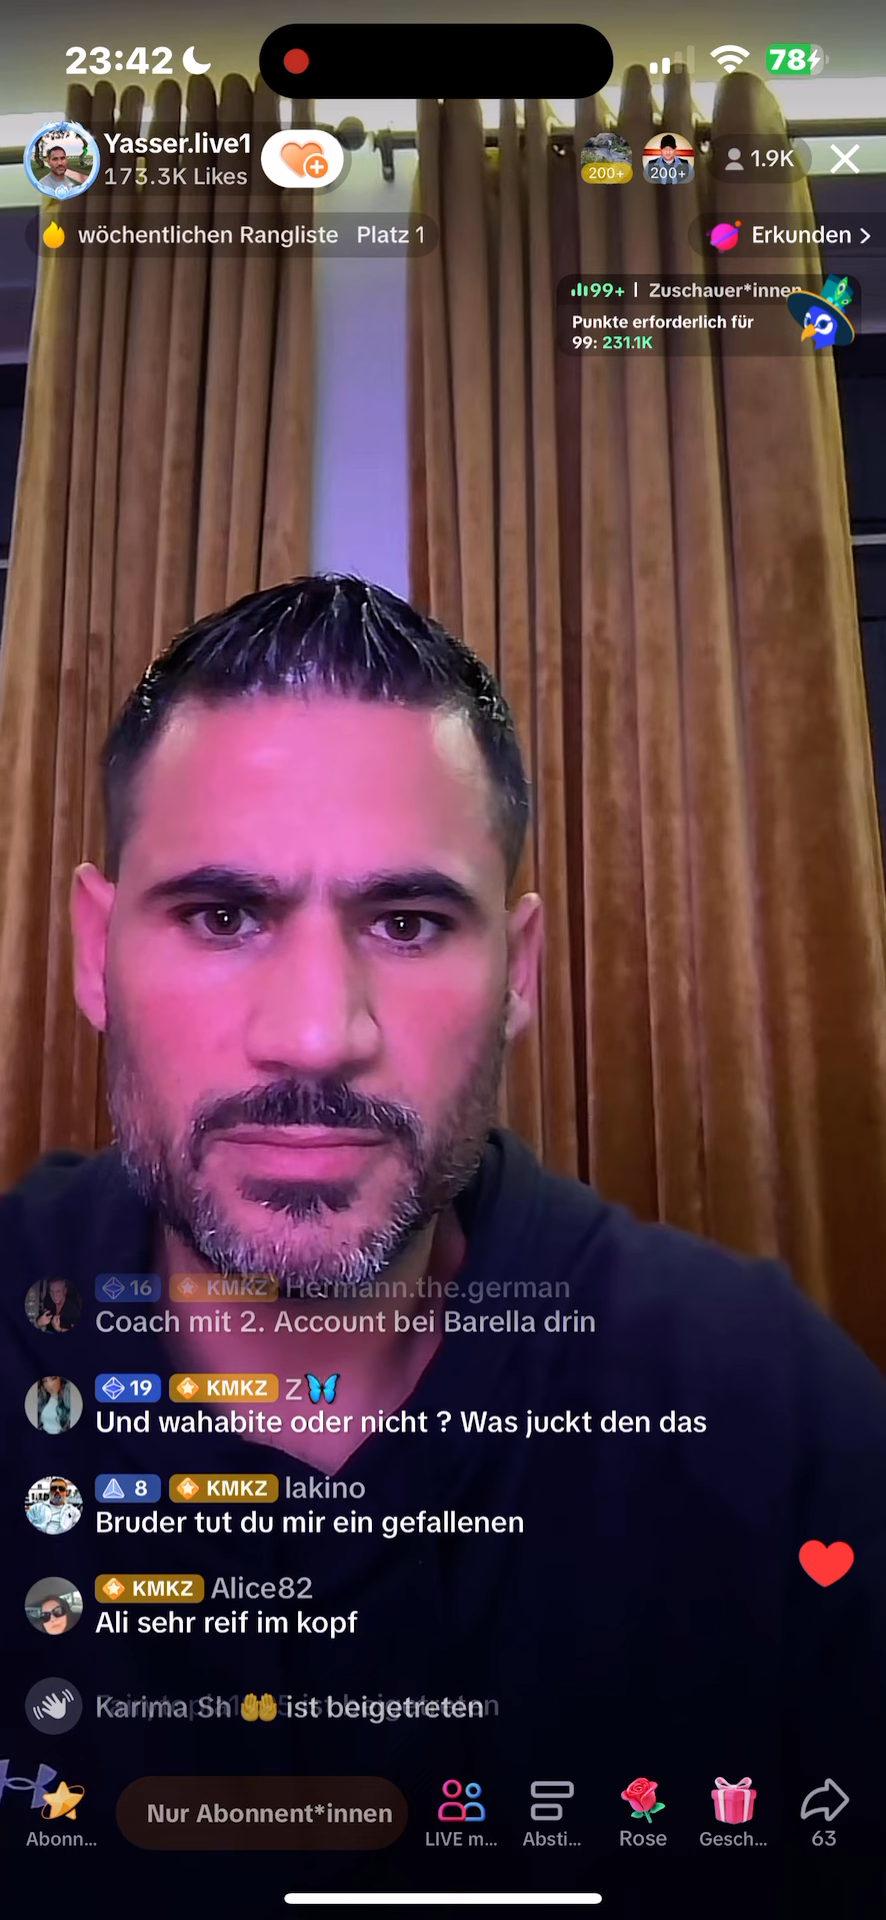 23:42
78
Yasser.live1
173.3K Likes
200+
200+
1.9K
wöchentlichen Rangliste Platz 1
Erkunden >
99+ | Zuschauer*innen
Punkte erforderlich für
99: 231.1K
16 KMKZ Hermann.the.german
Coach mit 2. Account bei Barella drin
19 KMKZ Z🦋
Und wahabite oder nicht ? Was juckt den das
8 KMKZ lakino
Bruder tut du mir ein gefallenen
KMKZ Alice82
Ali sehr reif im kopf
Karima Sh 🤲 ist beigetreten
Nur Abonnent*innen
Abonn...
LIVE m...
Absti...
Rose
Gesch...
63